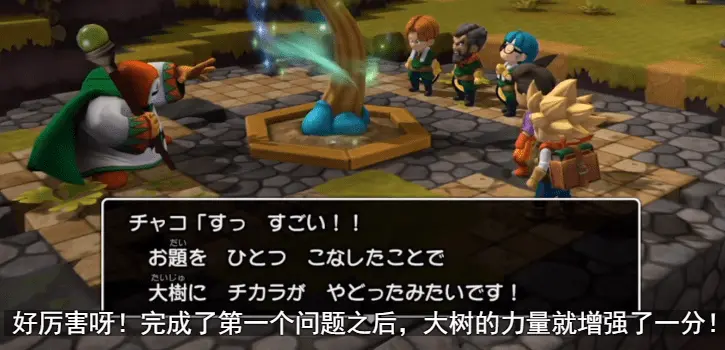 チャコ「すっ すごい！！
お題を ひとつ こなしたことで
大樹に チカラが やどったみたいです！
好厉害呀！完成了第一个问题之后，大树的力量就增强了一分！